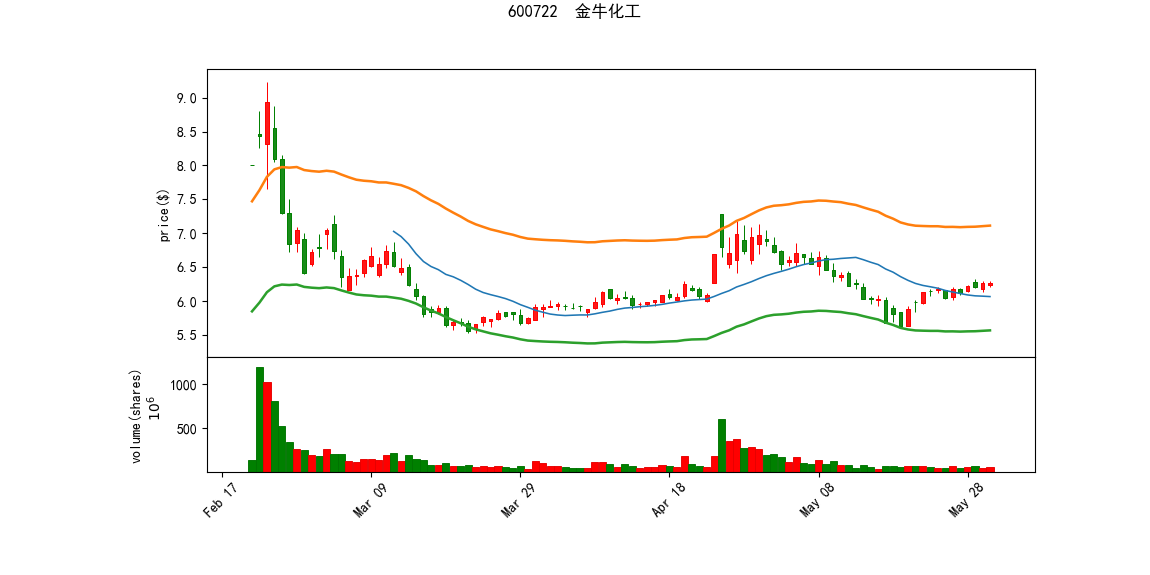 600722  金牛化工
price($)
9.0
8.5
8.0
7.5
7.0
6.5
6.0
5.5
volume(shares)
10^6
1000
500
Feb 17
Mar 09
Mar 29
Apr 18
May 08
May 28